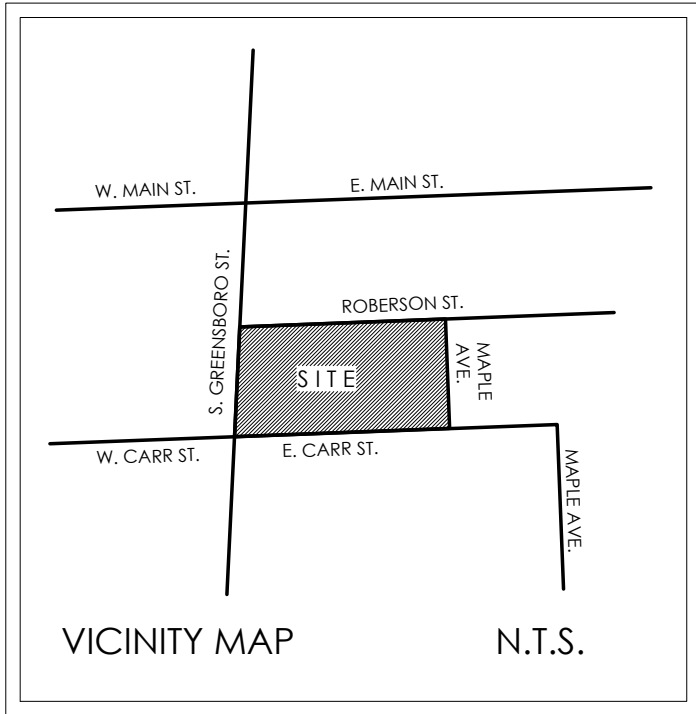 W. MAIN ST.
E. MAIN ST.
S. GREENSBORO ST.
ROBERSON ST.
SITE
MAPLE
AVE.
W. CARR ST.
E. CARR ST.
MAPLE AVE.
VICINITY MAP
N.T.S.